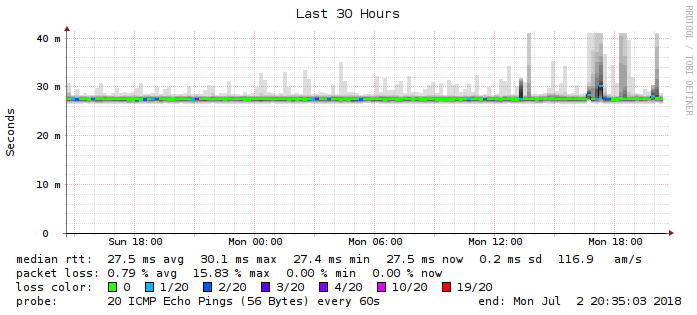 Last 30 Hours
RRDTOOL / TOBI OETIKER
Seconds
40 m
30 m
20 m
10 m
0
Sun 18:00 Mon 00:00 Mon 06:00 Mon 12:00 Mon 18:00
median rtt: 27.5 ms avg 30.1 ms max 27.4 ms min 27.5 ms now 0.2 ms sd 116.9 am/s
packet loss: 0.79 % avg 15.83 % max 0.00 % min 0.00 % now
loss color: 0 1/20 2/20 3/20 4/20 10/20 19/20
probe: 20 ICMP Echo Pings (56 Bytes) every 60s end: Mon Jul 2 20:35:03 2018